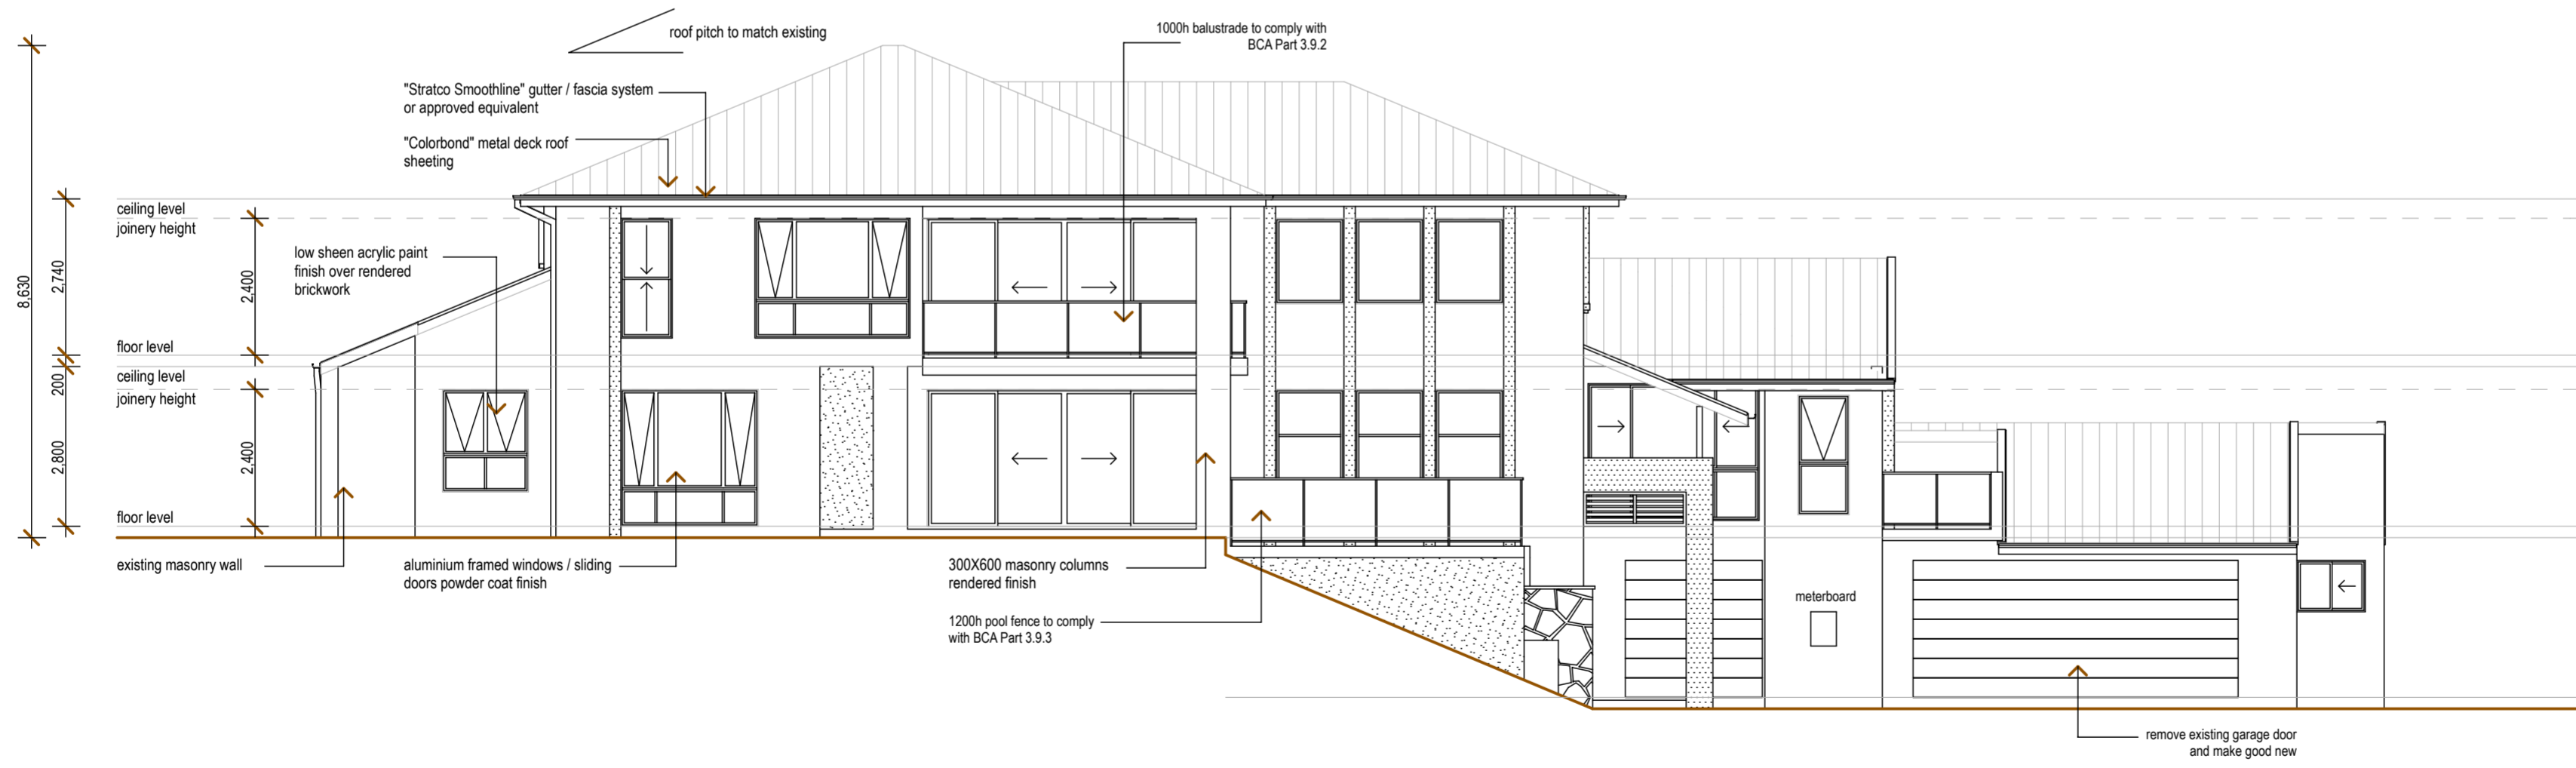 roof pitch to match existing
1000h balustrade to comply with
BCA Part 3.9.2
"Stratco Smoothline" gutter / fascia system
or approved equivalent
"Colorbond" metal deck roof
sheeting
ceiling level
joinery height
low sheen acrylic paint
finish over rendered
brickwork
8,630
2,740
2,400
floor level
ceiling level
joinery height
200
2,800
2,400
floor level
existing masonry wall
aluminium framed windows / sliding
doors powder coat finish
300X600 masonry columns
rendered finish
1200h pool fence to comply
with BCA Part 3.9.3
meterboard
remove existing garage door
and make good new